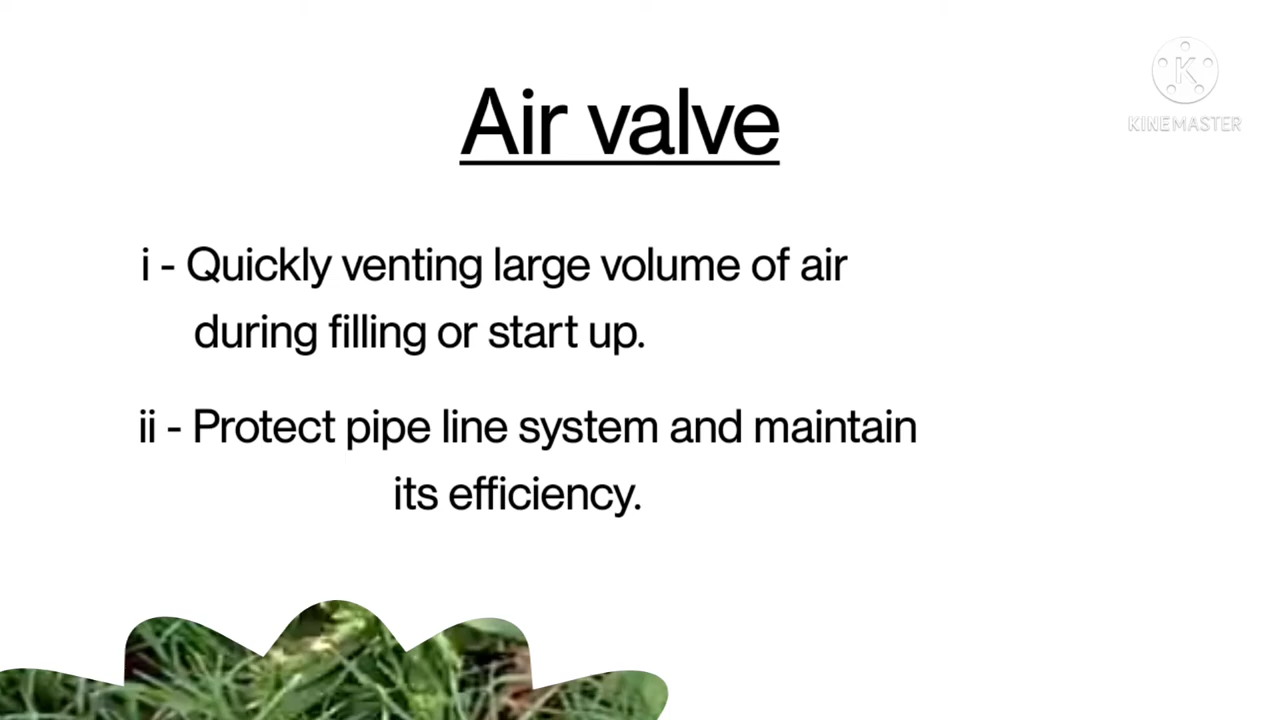 Air valve
i - Quickly venting large volume of air
during filling or start up.
ii - Protect pipe line system and maintain
its efficiency.
K
KINEMASTER